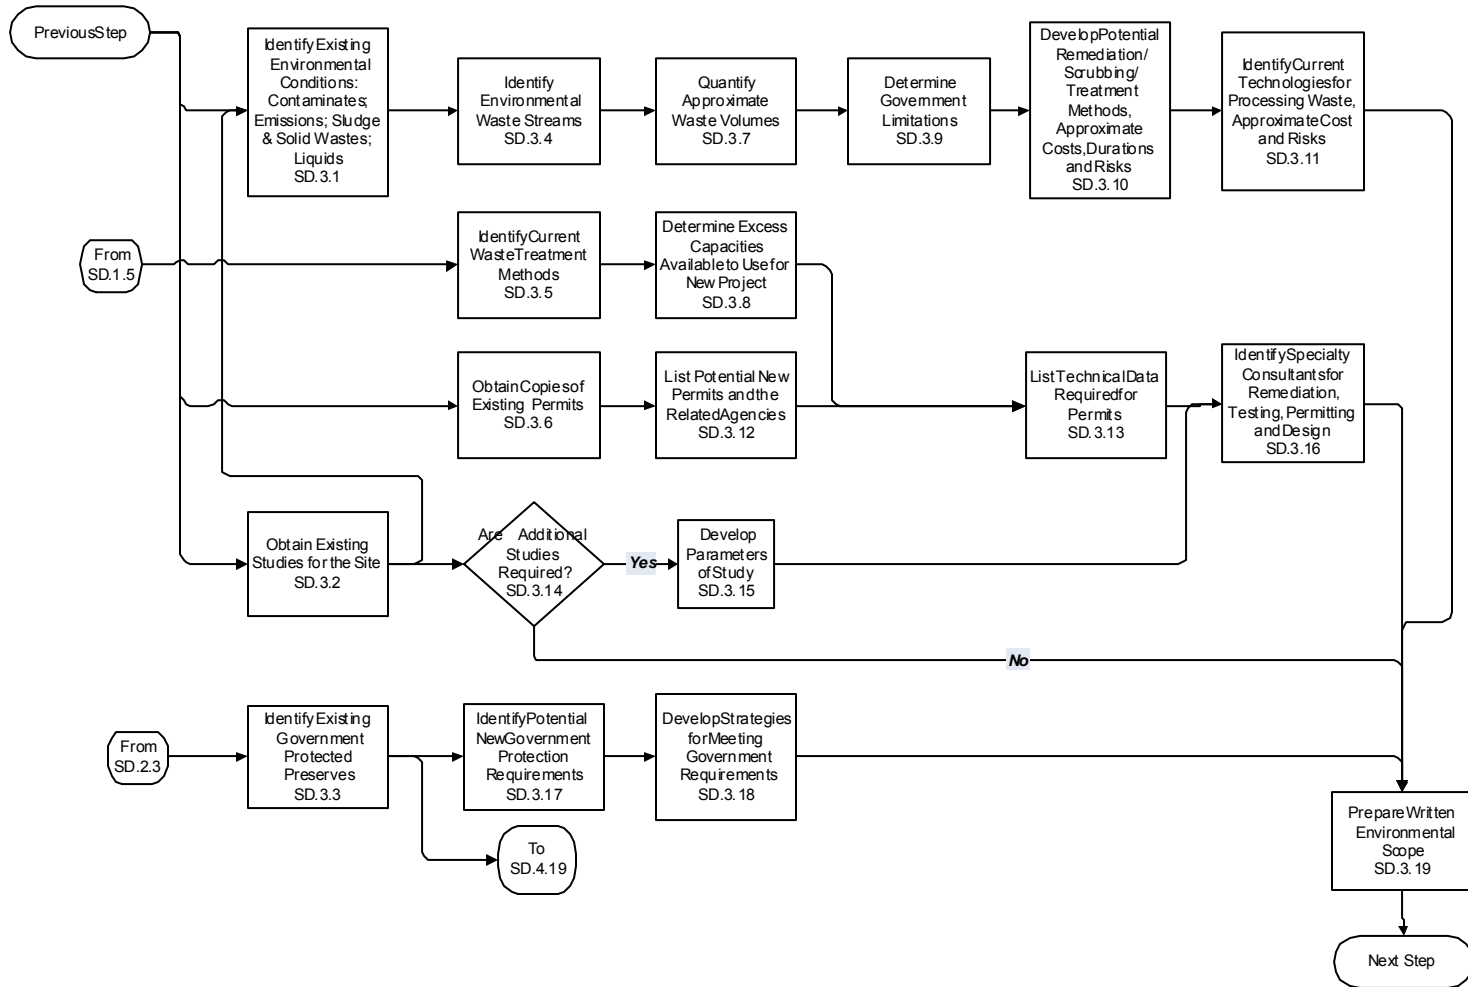 PreviousStep
IdentifyExisting
Environmental
Conditions:
Contaminates;
Emissions; Sludge
& Solid Wastes;
Liquids
SD.3.1
Identify
Environmental
Waste Streams
SD.3.4
Quantify
Approximate
Waste Volumes
SD.3.7
Determine
Government
Limitations
SD.3.9
DevelopPotential
Remediation/
Scrubbing/
Treatment
Methods,
Approximate
Costs,Durations
and Risks
SD.3.10
IdentifyCurrent
Technologiesfor
Processing Waste,
ApproximateCost
and Risks
SD.3.11
From
SD.1.5
IdentifyCurrent
WasteTreatment
Methods
SD.3.5
Determine Excess
Capacities
Available to Use for
New Project
SD.3.8
ObtainCopiesof
Existing Permits
SD.3.6
List Potential New
Permits and the
RelatedAgencies
SD.3.12
ListTechnicalData
Requiredfor
Permits
SD.3.13
IdentifySpecialty
Consultantsfor
Remediation,
Testing,Permitting
and Design
SD.3.16
Obtain Existing
Studies for the Site
SD.3.2
Are Additional
Studies
Required?
SD.3.14
Yes
Develop
Parameters
ofStudy
SD.3.15
No
From
SD.2.3
IdentifyExisting
Government
Protected
Preserves
SD.3.3
IdentifyPotential
NewGovernment
Protection
Requirements
SD.3.17
DevelopStrategies
forMeeting
Government
Requirements
SD.3.18
To
SD.4.19
PrepareWritten
Environmental
Scope
SD.3.19
Next Step